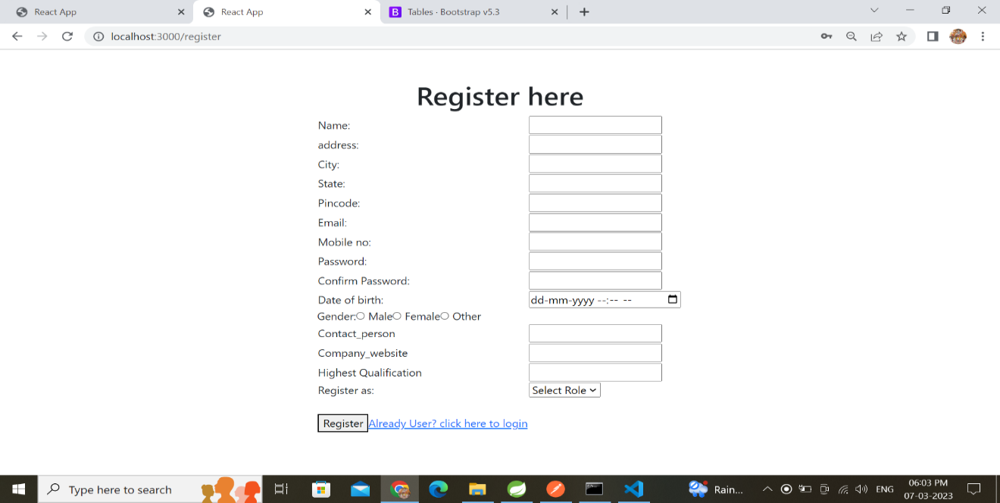 React App
React App
B Tables · Bootstrap v5.3
localhost:3000/register
Register here
Name:
address:
City:
State:
Pincode:
Email:
Mobile no:
Password:
Confirm Password:
Date of birth: dd-mm-yyyy --:-- --
Gender: Male Female Other
Contact_person
Company_website
Highest Qualification
Register as: Select Role
Register Already User? click here to login
Type here to search
Rain...
ENG
06:03 PM
07-03-2023